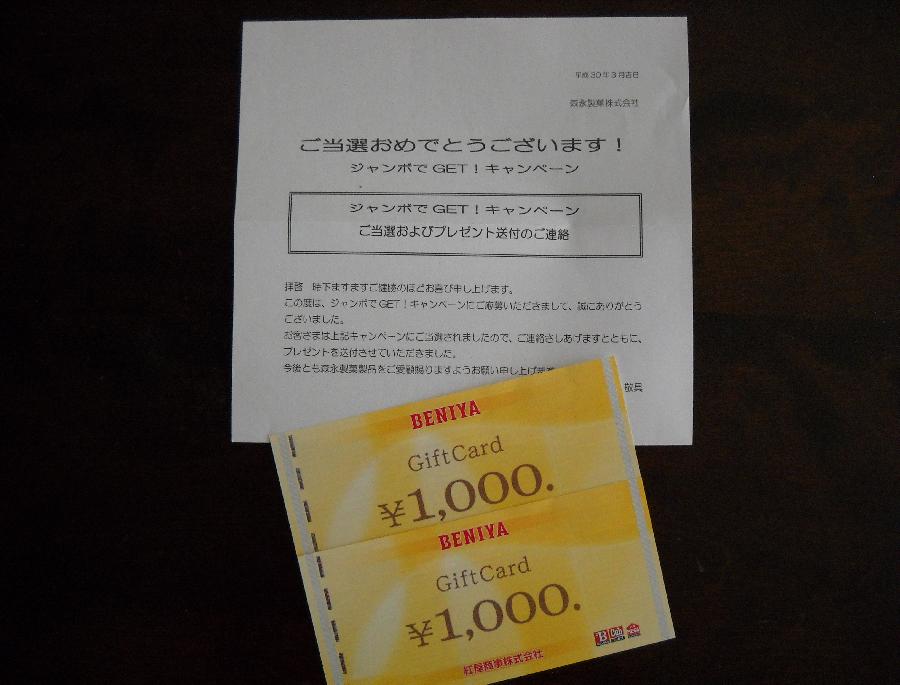 平成30年3月吉日
森永製菓株式会社
ご当選おめでとうございます！
ジャンボでGET！キャンペーン
ジャンボでGET！キャンペーン
ご当選およびプレゼント送付のご連絡
拝啓　時下ますますご健勝のほどお喜び申し上げます。
この度は、ジャンボでGET！キャンペーンにご応募いただきまして、誠にありがとう
ございました。
お客さまは上記キャンペーンにご当選されましたので、ご連絡さしあげますとともに、
プレゼントを送付させていただきました。
今後とも森永製菓製品をご愛顧賜りますようお願い申し上げます
敬具
BENIYA
GiftCard
¥1,000.
BENIYA
GiftCard
¥1,000.
紅屋商事株式会社